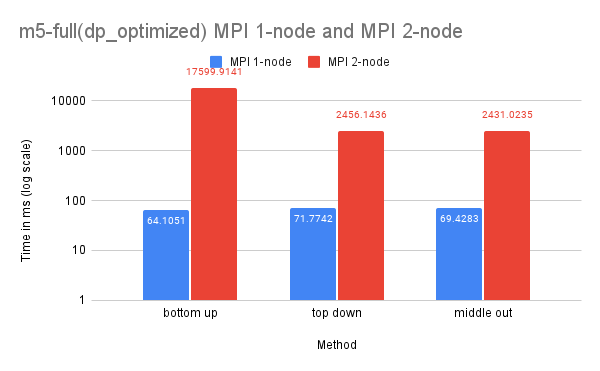 m5-full(dp_optimized) MPI 1-node and MPI 2-node
MPI 1-node MPI 2-node
17599.9141
2456.1436
2431.0235
64.1051
71.7742
69.4283
10000
1000
100
10
1
Time in ms (log scale)
bottom up top down middle out
Method